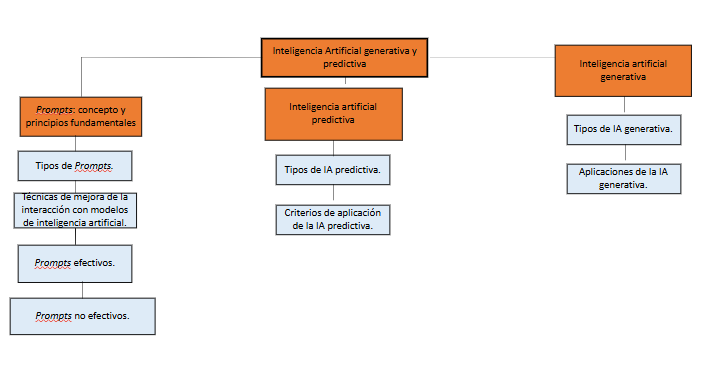 Inteligencia Artificial generativa y
predictiva
Prompts: concepto y
principios fundamentales
Tipos de Prompts.
Técnicas de mejora de la
interacción con modelos
de inteligencia artificial.
Prompts efectivos.
Prompts no efectivos.
Inteligencia artificial
predictiva
Tipos de IA predictiva.
Criterios de aplicación
de la IA predictiva.
Inteligencia artificial
generativa
Tipos de IA generativa.
Aplicaciones de la IA
generativa.